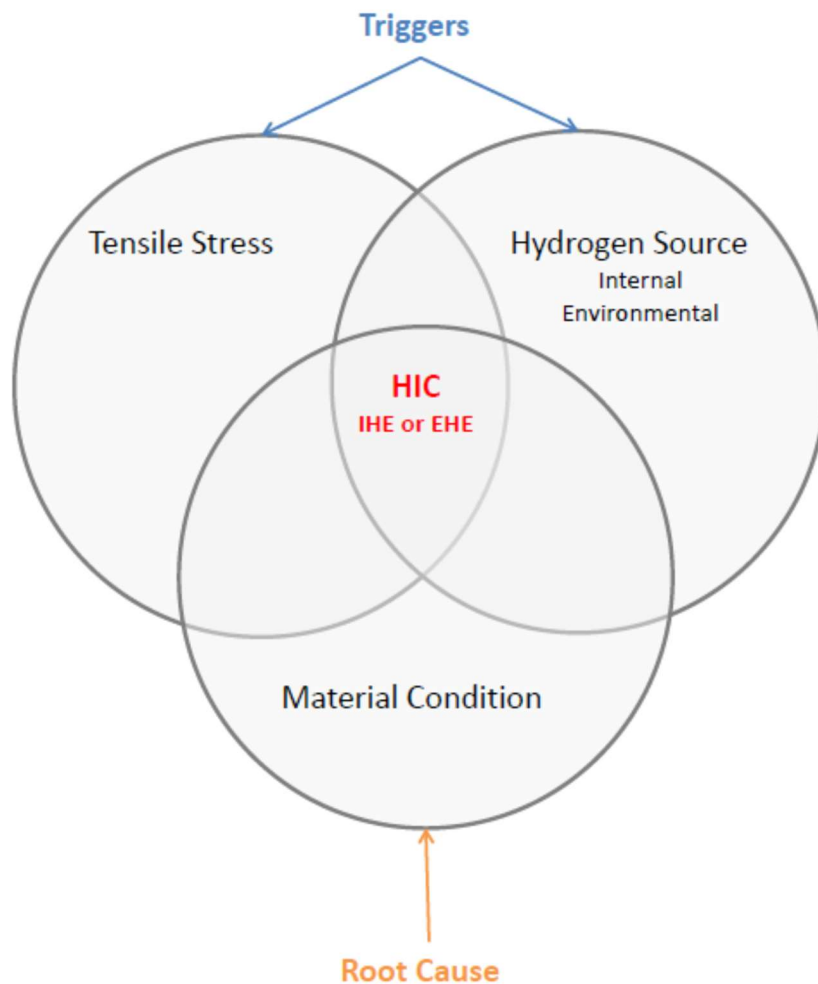 Triggers
Tensile Stress
Hydrogen Source
Internal
Environmental
HIC
IHE or EHE
Material Condition
Root Cause